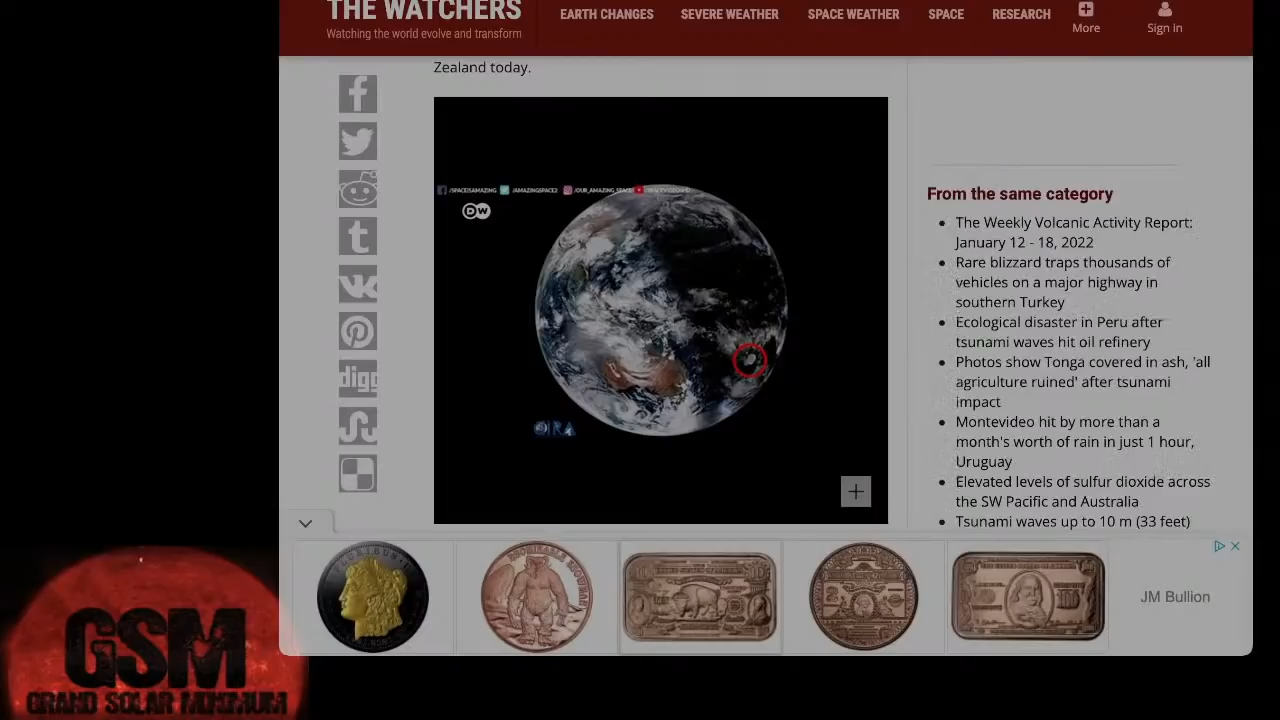 THE WATCHERS
Watching the world evolve and transform
EARTH CHANGES
SEVERE WEATHER
SPACE WEATHER
SPACE
RESEARCH
More
Sign in
Zealand today.
/SPACEISAMAZING
/AMAZINGSPACE2
/OUR_AMAZING_SPACE
DW
From the same category
The Weekly Volcanic Activity Report:
January 12 - 18, 2022
Rare blizzard traps thousands of
vehicles on a major highway in
southern Turkey
Ecological disaster in Peru after
tsunami waves hit oil refinery
Photos show Tonga covered in ash, 'all
agriculture ruined' after tsunami
impact
Montevideo hit by more than a
month's worth of rain in just 1 hour,
Uruguay
Elevated levels of sulfur dioxide across
the SW Pacific and Australia
Tsunami waves up to 10 m (33 feet)
digg
CIRA
JM Bullion
GSM
GRAND SOLAR MINIMUM